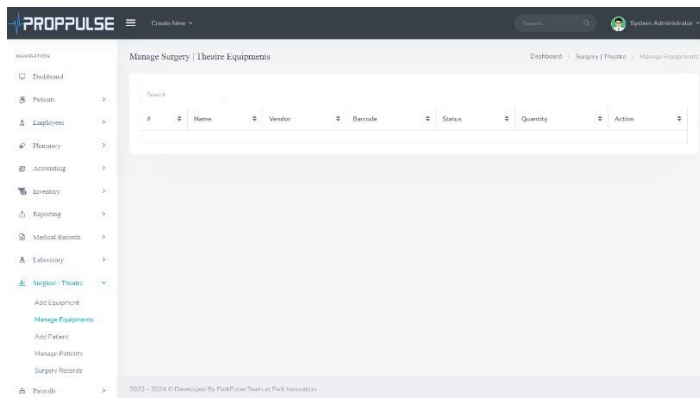 PROPPULSE
Create New
Search...
System Administrator
NAVIGATION
Manage Surgery | Theatre Equipments
Dashboard > Surgery | Theatre > Manage Equipments
Dashboard
Patients
Employees
Pharmacy
Accounting
Inventory
Reporting
Medical Records
Laboratory
Surgical / Theatre
Add Equipment
Manage Equipments
Add Patient
Manage Patients
Surgery Records
Payrolls
Search
# Name Vendor Barcode Status Quantity Action
2023 - 2024 © Developed By ParkPulse Team at Park Innovation